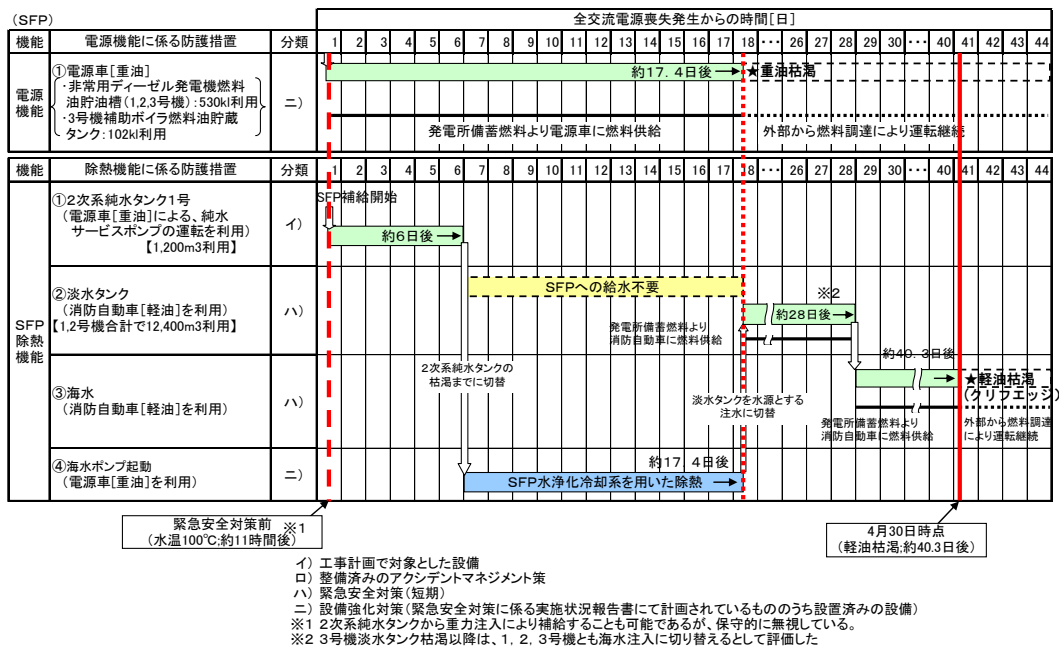 (SFP)
全交流電源喪失発生からの時間[日]
機能 電源機能に係る防護措置 分類 1 2 3 4 5 6 7 8 9 10 11 12 13 14 15 16 17 18 ･･･ 26 27 28 29 30 ･･･ 40 41 42 43 44
電源
機能
①電源車[重油]
･非常用ディーゼル発電機燃料
油貯油槽(1,2,3号機):530kl利用
･3号機補助ボイラ燃料油貯蔵
タンク:102kl利用
ニ)
約17.4日後
★重油枯渇
発電所備蓄燃料より電源車に燃料供給
外部から燃料調達により運転継続
機能 除熱機能に係る防護措置 分類 1 2 3 4 5 6 7 8 9 10 11 12 13 14 15 16 17 18 ･･･ 26 27 28 29 30 ･･･ 40 41 42 43 44
SFP
除熱
機能
①2次系純水タンク1号
(電源車[重油]による、純水
サービスポンプの運転を利用)
【1,200m3利用】
イ)
SFP補給開始
約6日後
②淡水タンク
(消防自動車[軽油]を利用)
【1,2号機合計で12,400m3利用】
ハ)
SFPへの給水不要
※2
約28日後
発電所備蓄燃料より
消防自動車に燃料供給
③海水
(消防自動車[軽油]を利用)
ハ)
2次系純水タンクの
枯渇までに切替
淡水タンクを水源とする
注水に切替
約40.3日後
★軽油枯渇
(クリフエッジ)
発電所備蓄燃料より
消防自動車に燃料供給
外部から燃料調達
により運転継続
④海水ポンプ起動
(電源車[重油]を利用)
ニ)
約17.4日後
SFP水浄化冷却系を用いた除熱
緊急安全対策前 ※1
(水温100℃;約11時間後)
4月30日時点
(軽油枯渇;約40.3日後)
イ) 工事計画で対象とした設備
ロ) 整備済みのアクシデントマネジメント策
ハ) 緊急安全対策(短期)
ニ) 設備強化対策(緊急安全対策に係る実施状況報告書にて計画されているもののうち設置済みの設備)
※1 2次系純水タンクから重力注入により補給することも可能であるが、保守的に無視している。
※2 3号機淡水タンク枯渇以降は、1，2，3号機とも海水注入に切り替えるとして評価した